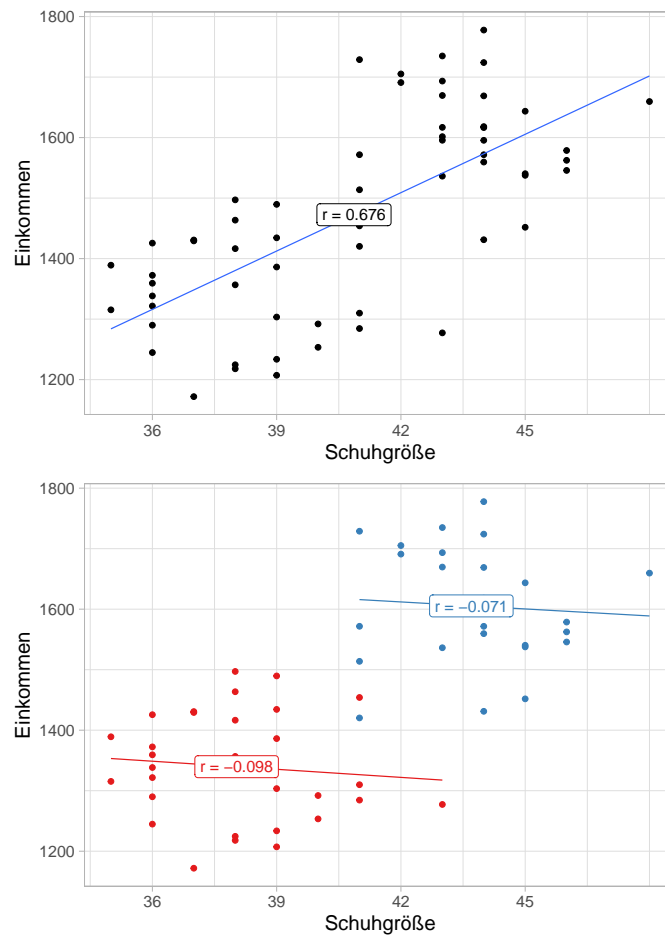 1800
1600
1400
1200
Einkommen
r = 0.676
36 39 42 45
Schuhgröße
1800
1600
1400
1200
Einkommen
r = −0.071
r = −0.098
36 39 42 45
Schuhgröße